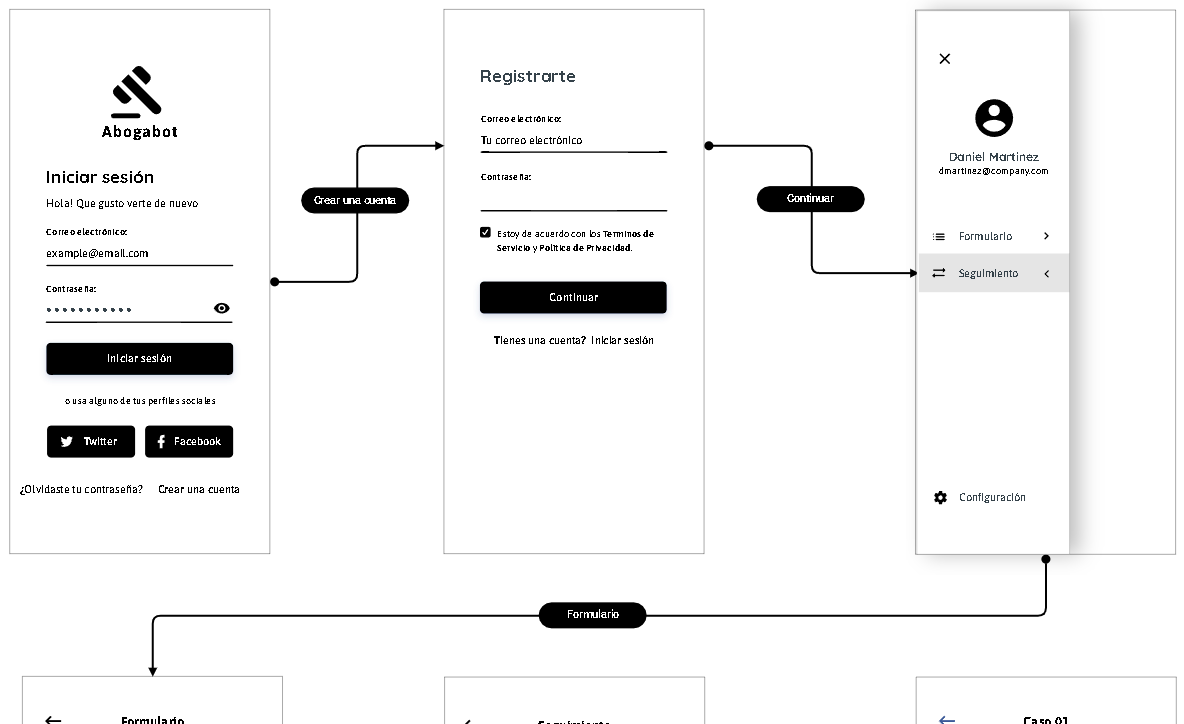 Abogabot
Iniciar sesión
Hola! Que gusto verte de nuevo
Correo electrónico:
example@email.com
Contraseña:
Iniciar sesión
o usa alguno de tus perfiles sociales
Twitter
Facebook
¿Olvidaste tu contraseña?
Crear una cuenta
Crear una cuenta
Registrarte
Correo electrónico:
Tu correo electrónico
Contraseña:
Estoy de acuerdo con los Terminos de
Servicio y Politica de Privacidad.
Continuar
Tienes una cuenta? Iniciar sesión
Continuar
Daniel Martinez
dmartinez@company.com
Formulario
Seguimiento
Configuración
Formulario
Formulario
Seguimiento
Caso 01